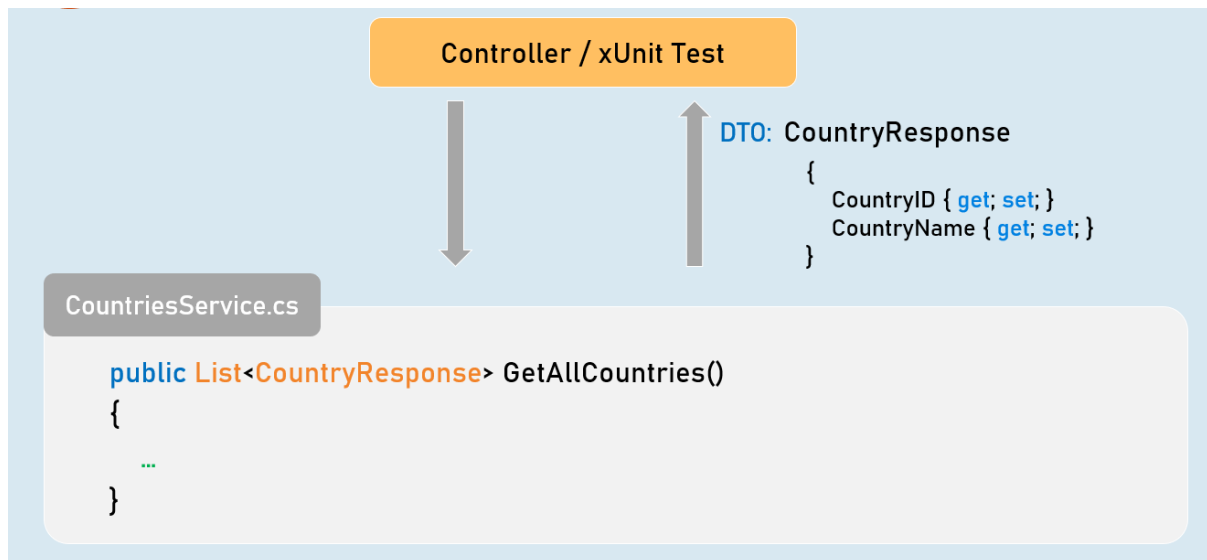 Controller / xUnit Test
DTO: CountryResponse
{
CountryID { get; set; }
CountryName { get; set; }
}
CountriesService.cs
public List<CountryResponse> GetAllCountries()
{
...
}